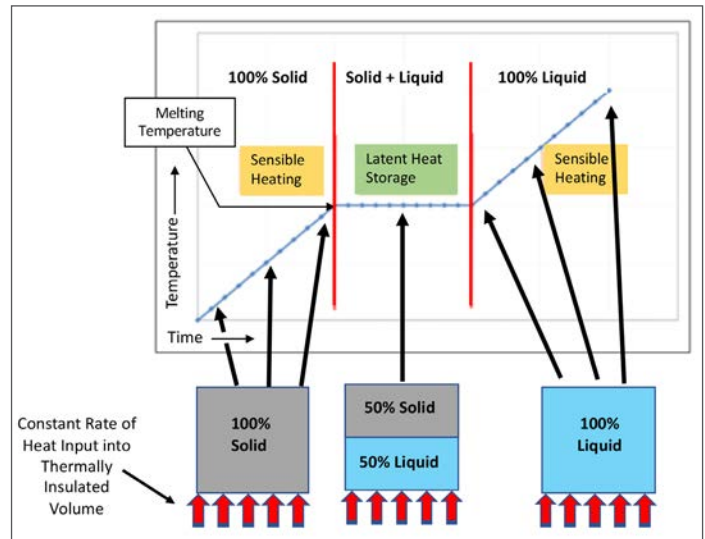 100% Solid
Solid + Liquid
100% Liquid
Melting
Temperature
Sensible
Heating
Latent Heat
Storage
Sensible
Heating
Temperature
Time
Constant Rate of
Heat Input into
Thermally
Insulated
Volume
100%
Solid
50% Solid
50% Liquid
100%
Liquid